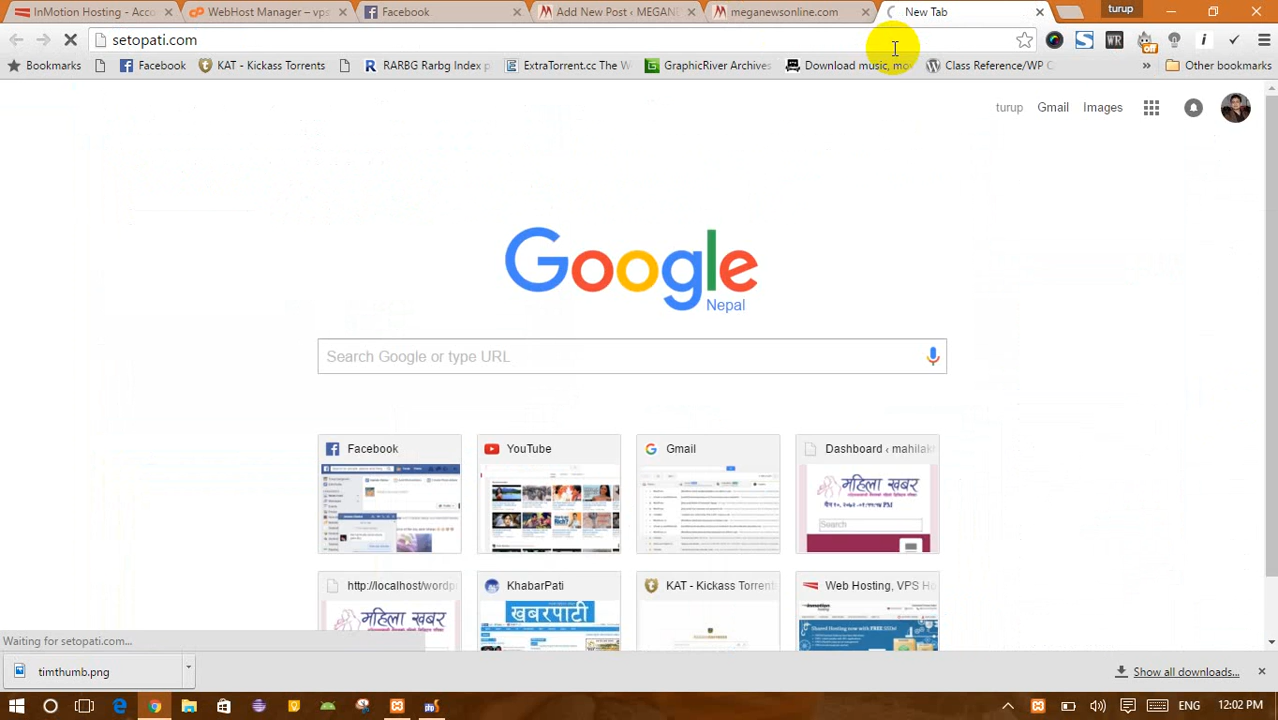 InMotion Hosting - Acco
WebHost Manager – vps
Facebook
Add New Post ‹ MEGANE
meganewsonline.com
New Tab
turup
setopati.com
Bookmarks
Facebook
KAT - Kickass Torrents
RARBG Rarbg Index p
ExtraTorrent.cc The W
GraphicRiver Archives
Download music, mov
Class Reference/WP C
Other bookmarks
turup
Gmail
Images
Google
Nepal
Search Google or type URL
Facebook
YouTube
Gmail
Dashboard ‹ mahilak
महिला खबर
Search
http://localhost/wordp
KhabarPati
KAT - Kickass Torrent
Web Hosting, VPS Ho
महिला खबर
खबरपाटी
Waiting for setopati.com...
timthumb.png
Show all downloads...
ENG
12:02 PM